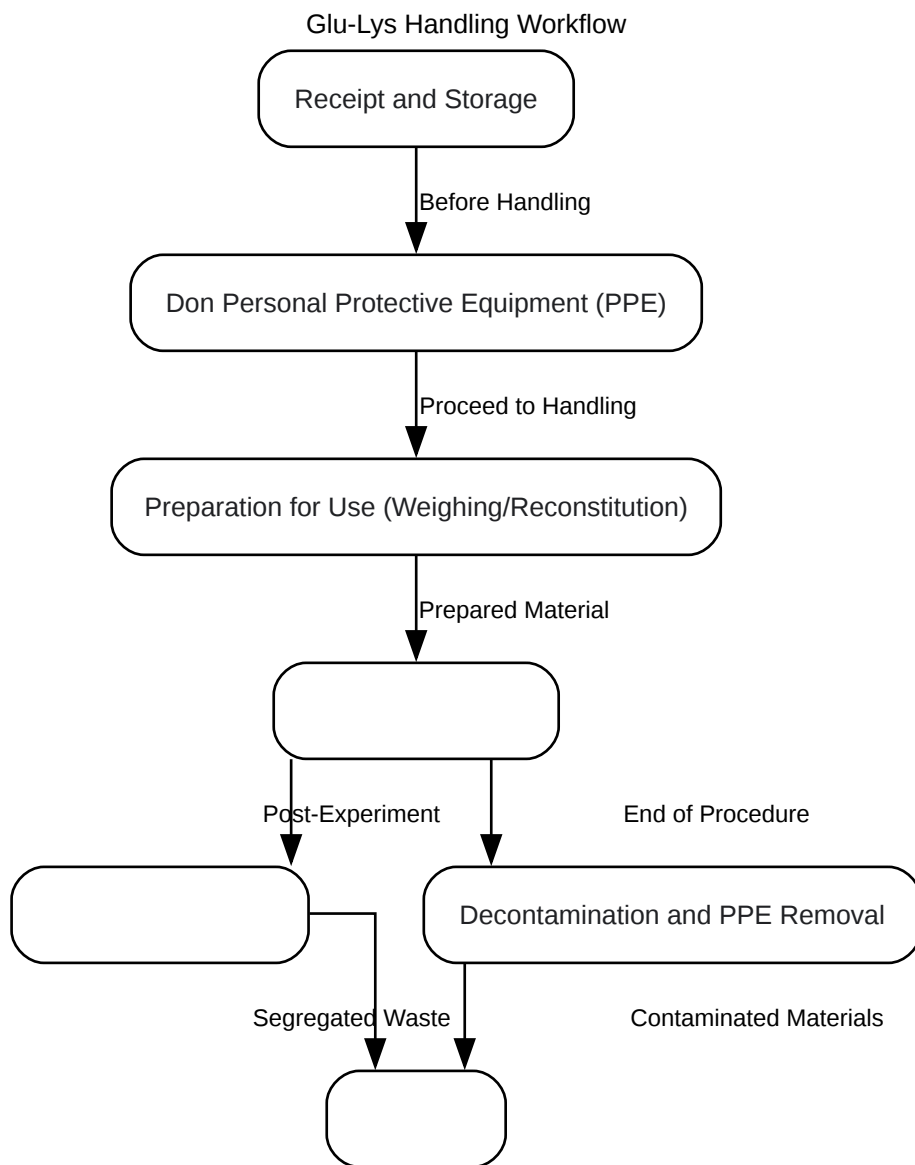 Glu-Lys Handling Workflow
Receipt and Storage
Before Handling
Don Personal Protective Equipment (PPE)
Proceed to Handling
Preparation for Use (Weighing/Reconstitution)
Prepared Material
Post-Experiment
End of Procedure
Decontamination and PPE Removal
Segregated Waste
Contaminated Materials